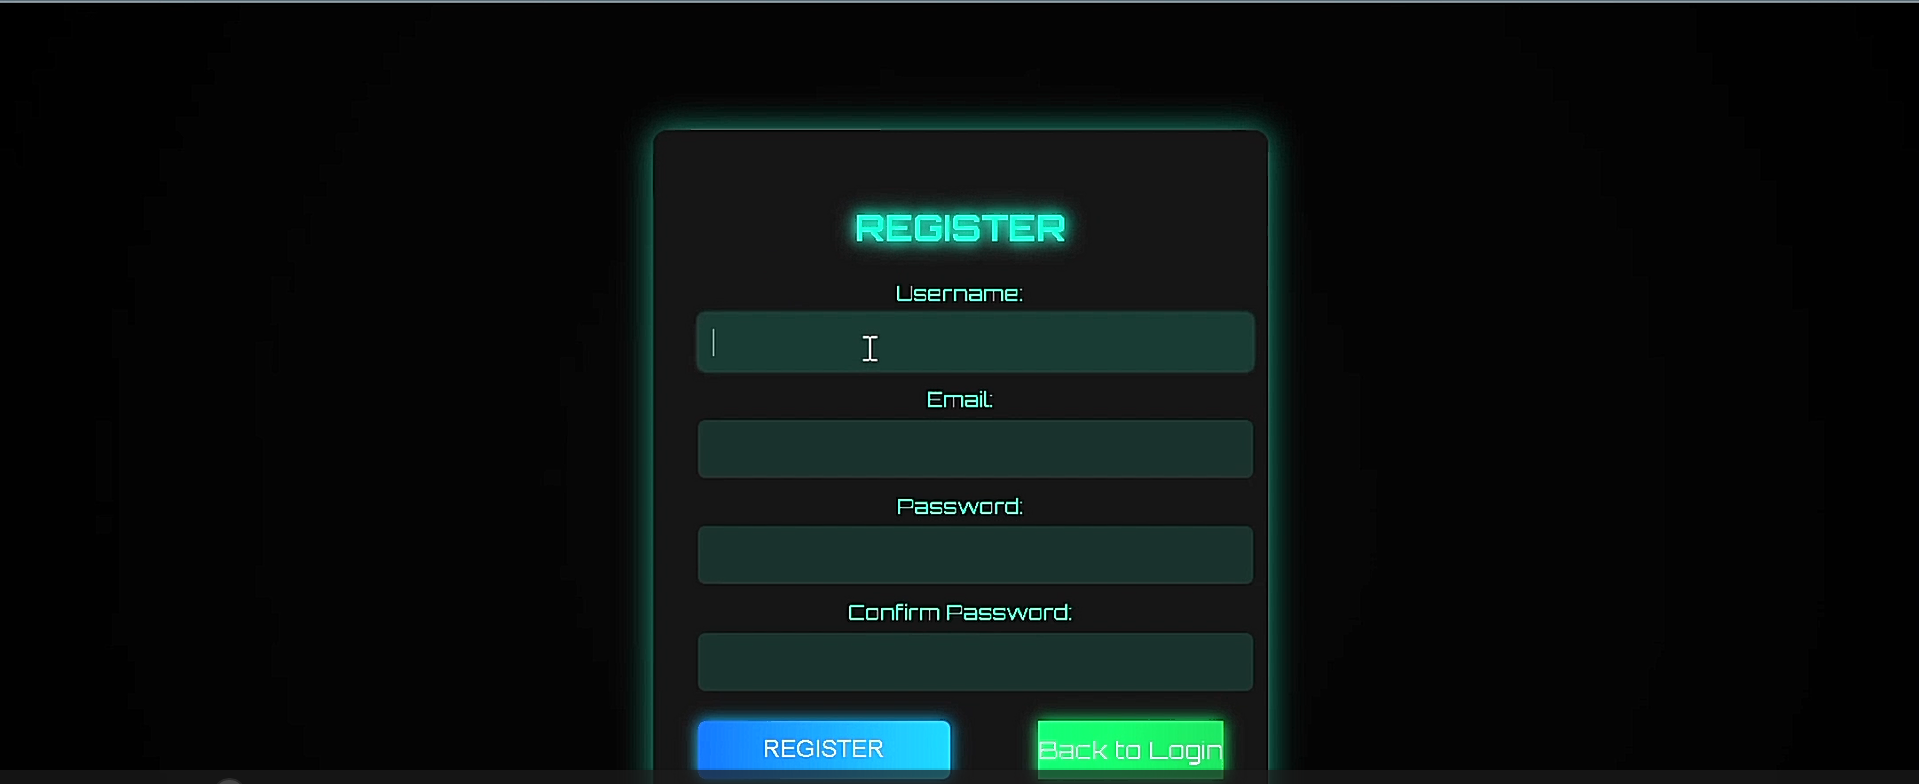 REGISTER
Username:
Email:
Password:
Confirm Password:
REGISTER
Back to Login